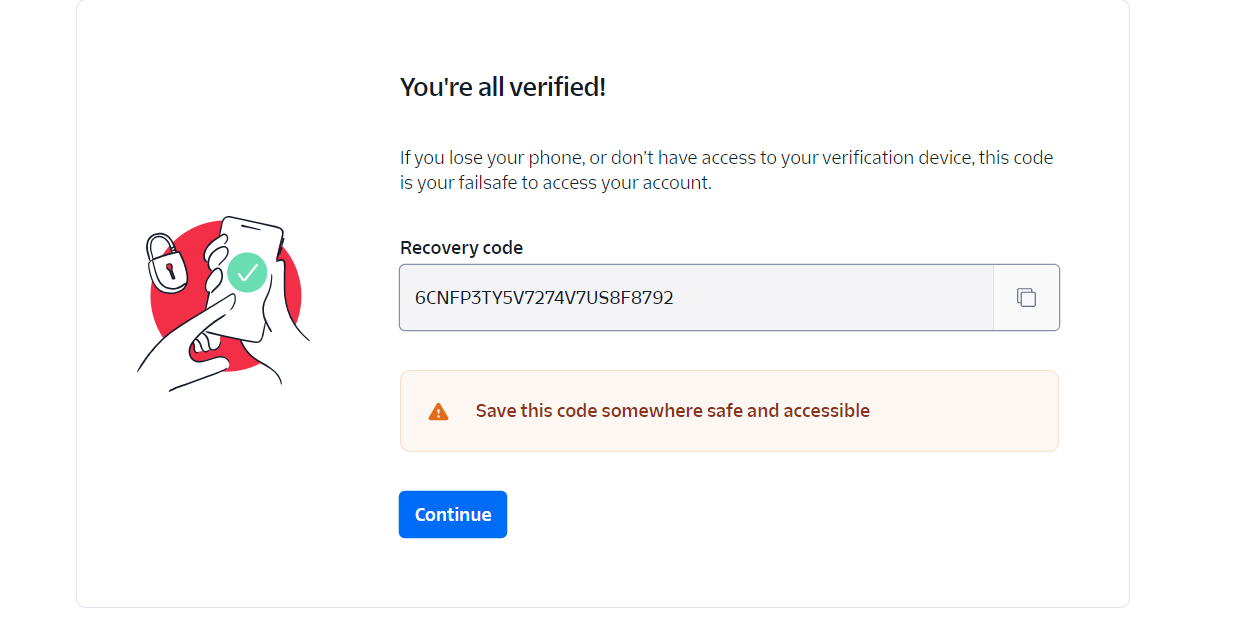 You're all verified!
If you lose your phone, or don't have access to your verification device, this code
is your failsafe to access your account.
Recovery code
6CNFP3TY5V7274V7US8F8792
Save this code somewhere safe and accessible
Continue